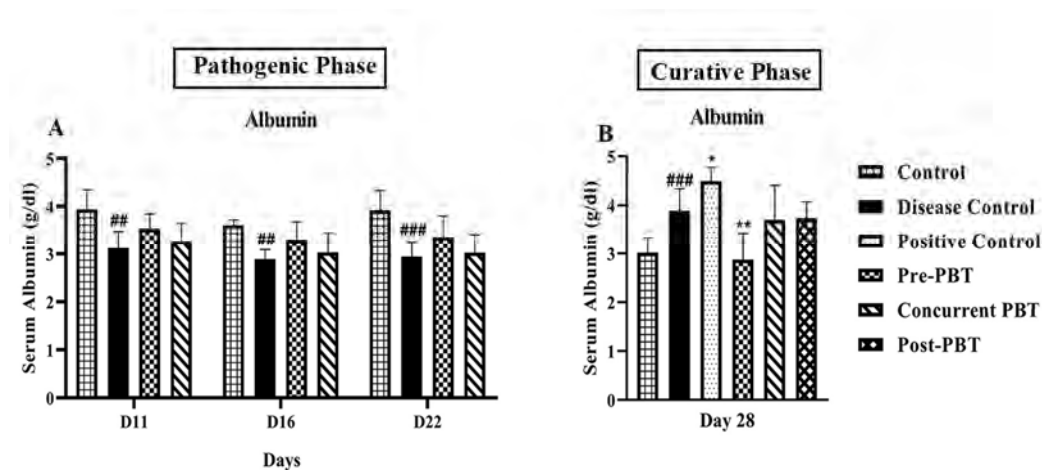 Pathogenic Phase
Albumin
A
Serum Albumin (g/dl)
5
4
3
2
1
0
##
##
###
D11
D16
D22
Days
Curative Phase
Albumin
B
Serum Albumin (g/dl)
5
4
3
2
1
0
###
*
**
Day 28
Control
Disease Control
Positive Control
Pre-PBT
Concurrent PBT
Post-PBT